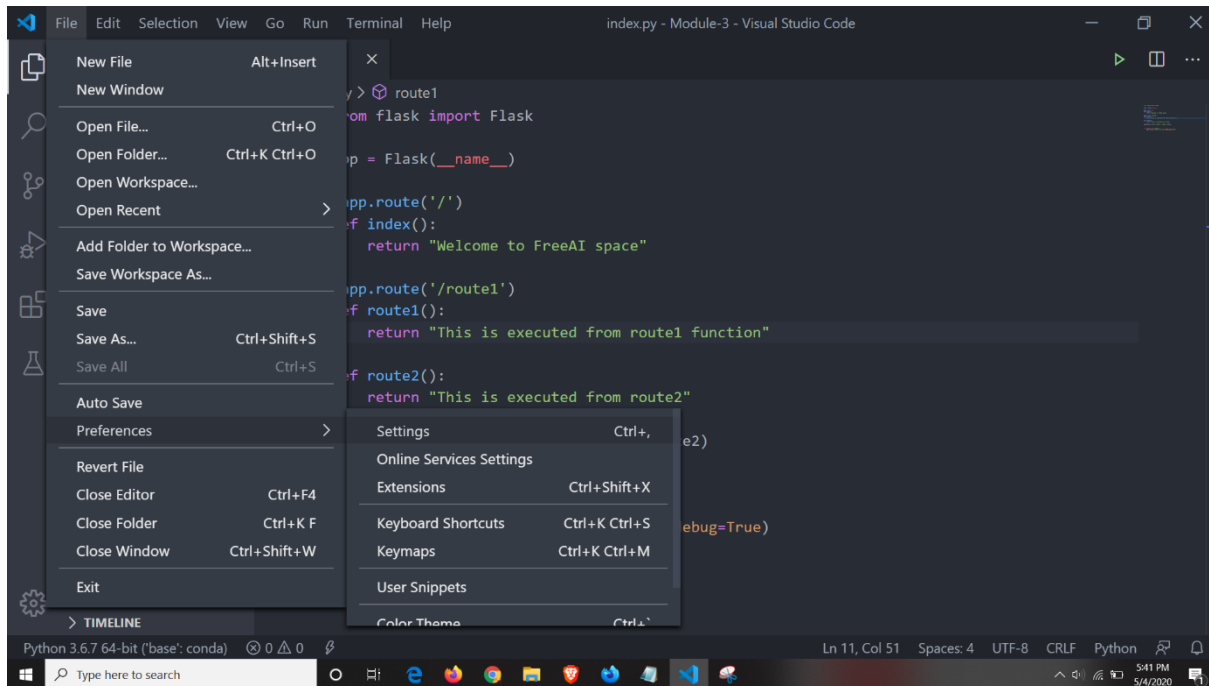 File Edit Selection View Go Run Terminal Help index.py - Module-3 - Visual Studio Code
New File Alt+Insert
New Window
Open File... Ctrl+O
Open Folder... Ctrl+K Ctrl+O
Open Workspace...
Open Recent
Add Folder to Workspace...
Save Workspace As...
Save
Save As... Ctrl+Shift+S
Save All Ctrl+S
Auto Save
Preferences
Revert File
Close Editor Ctrl+F4
Close Folder Ctrl+K F
Close Window Ctrl+Shift+W
Exit
TIMELINE
y > route1
om flask import Flask
pp = Flask(__name__)
app.route('/')
ef index():
return "Welcome to FreeAI space"
app.route('/route1')
ef route1():
return "This is executed from route1 function"
ef route2():
return "This is executed from route2"
e2)
ebug=True)
Settings Ctrl+,
Online Services Settings
Extensions Ctrl+Shift+X
Keyboard Shortcuts Ctrl+K Ctrl+S
Keymaps Ctrl+K Ctrl+M
User Snippets
Color Theme Ctrl+`
Python 3.6.7 64-bit ('base': conda) 0 0 Ln 11, Col 51 Spaces: 4 UTF-8 CRLF Python
Type here to search
5:41 PM
5/4/2020